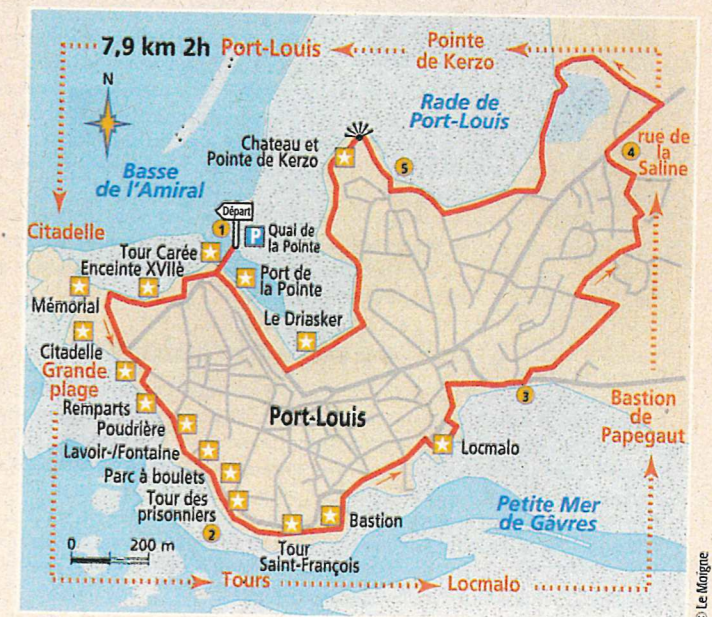 7,9 km 2h Port-Louis
Pointe
de Kerzo
N
Rade de
Port-Louis
Chateau et
Pointe de Kerzo
5
4
rue de
la
Saline
Basse
de l'Amiral
Citadelle
Départ
1
P
Quai de
la Pointe
Tour Carée
Enceinte XVIIè
Port de
la Pointe
Mémorial
Le Driasker
Citadelle
Grande
plage
Remparts
Poudrière
Port-Louis
3
Bastion
de
Papegaut
Lavoir-/Fontaine
Locmalo
Parc à boulets
Tour des
prisonniers
Bastion
Petite Mer
de Gâvres
2
0 200 m
Tour
Saint-François
Tours
Locmalo
© Le Moigne